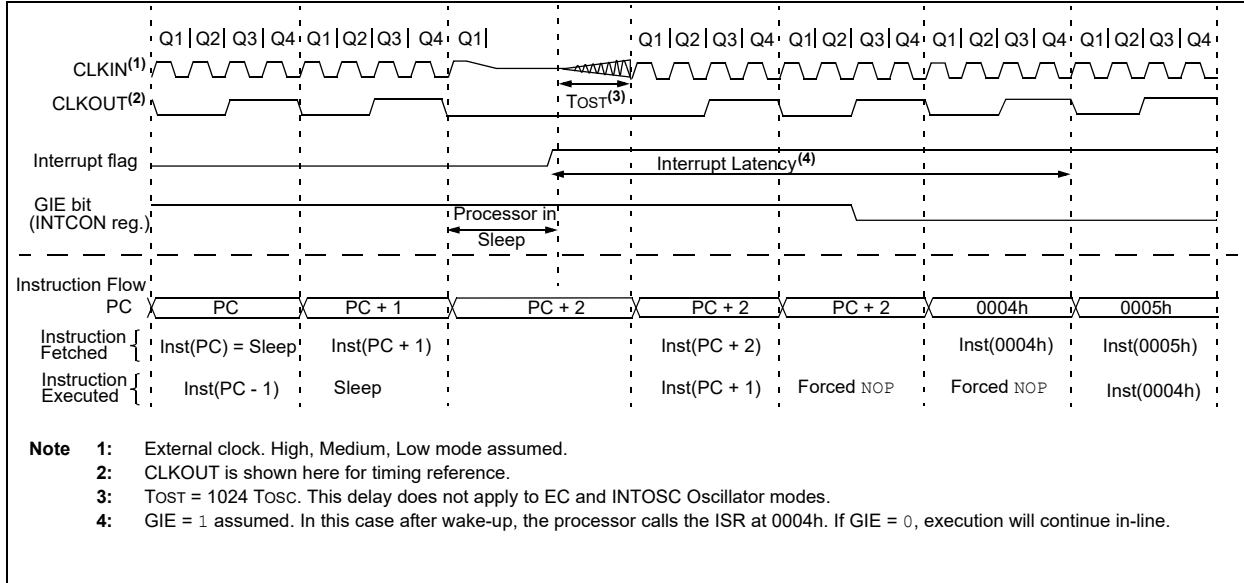 Q1 Q2 Q3 Q4 Q1 Q2 Q3 Q4 Q1 Q1 Q2 Q3 Q4 Q1 Q2 Q3 Q4 Q1 Q2 Q3 Q4 Q1 Q2 Q3 Q4
CLKIN(1)
CLKOUT(2)
TOST(3)
Interrupt flag
Interrupt Latency(4)
GIE bit
(INTCON reg.)
Processor in
Sleep
Instruction Flow
PC PC PC + 1 PC + 2 PC + 2 PC + 2 0004h 0005h
Instruction
Fetched
Inst(PC) = Sleep Inst(PC + 1) Inst(PC + 2) Inst(0004h) Inst(0005h)
Instruction
Executed
Inst(PC - 1) Sleep Inst(PC + 1) Forced NOP Forced NOP Inst(0004h)
Note 1: External clock. High, Medium, Low mode assumed.
2: CLKOUT is shown here for timing reference.
3: TOST = 1024 TOSC. This delay does not apply to EC and INTOSC Oscillator modes.
4: GIE = 1 assumed. In this case after wake-up, the processor calls the ISR at 0004h. If GIE = 0, execution will continue in-line.